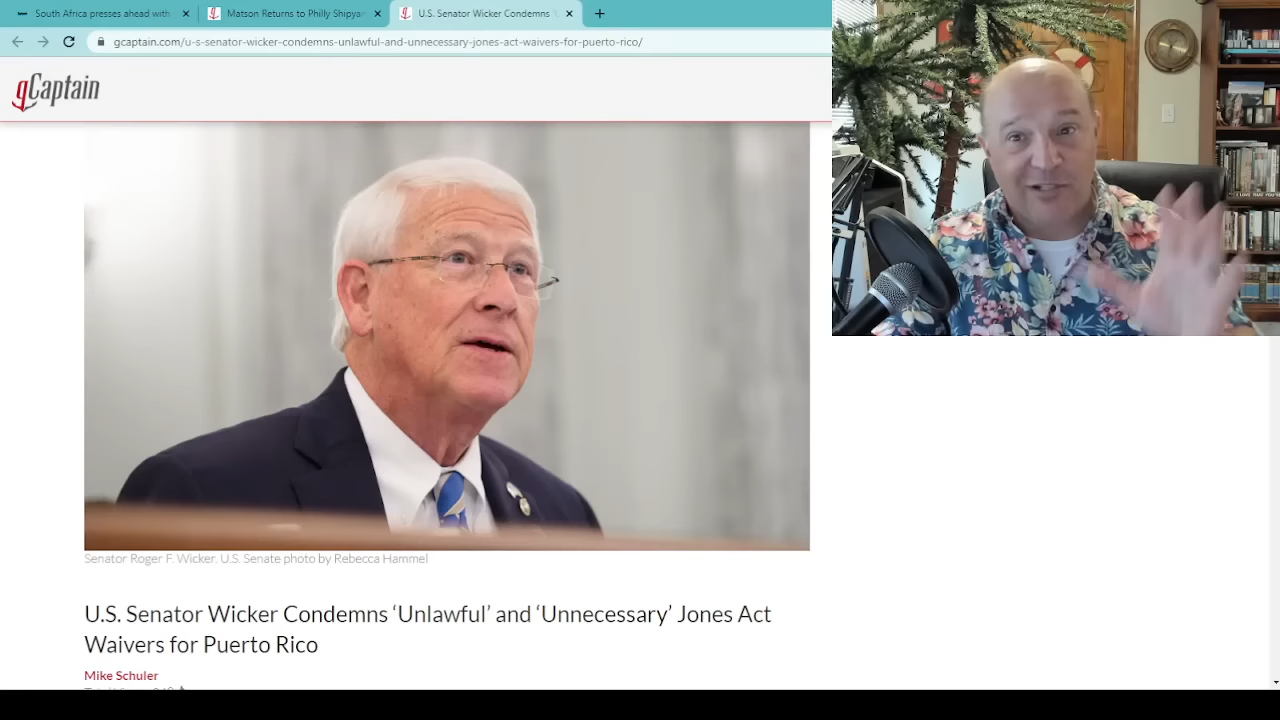 South Africa presses ahead with
Matson Returns to Philly Shipya
U.S. Senator Wicker Condemns '
gcaptain.com/u-s-senator-wicker-condemns-unlawful-and-unnecessary-jones-act-waivers-for-puerto-rico/
gCaptain
Senator Roger F. Wicker. U.S. Senate photo by Rebecca Hammel
U.S. Senator Wicker Condemns ‘Unlawful’ and ‘Unnecessary’ Jones Act
Waivers for Puerto Rico
Mike Schuler